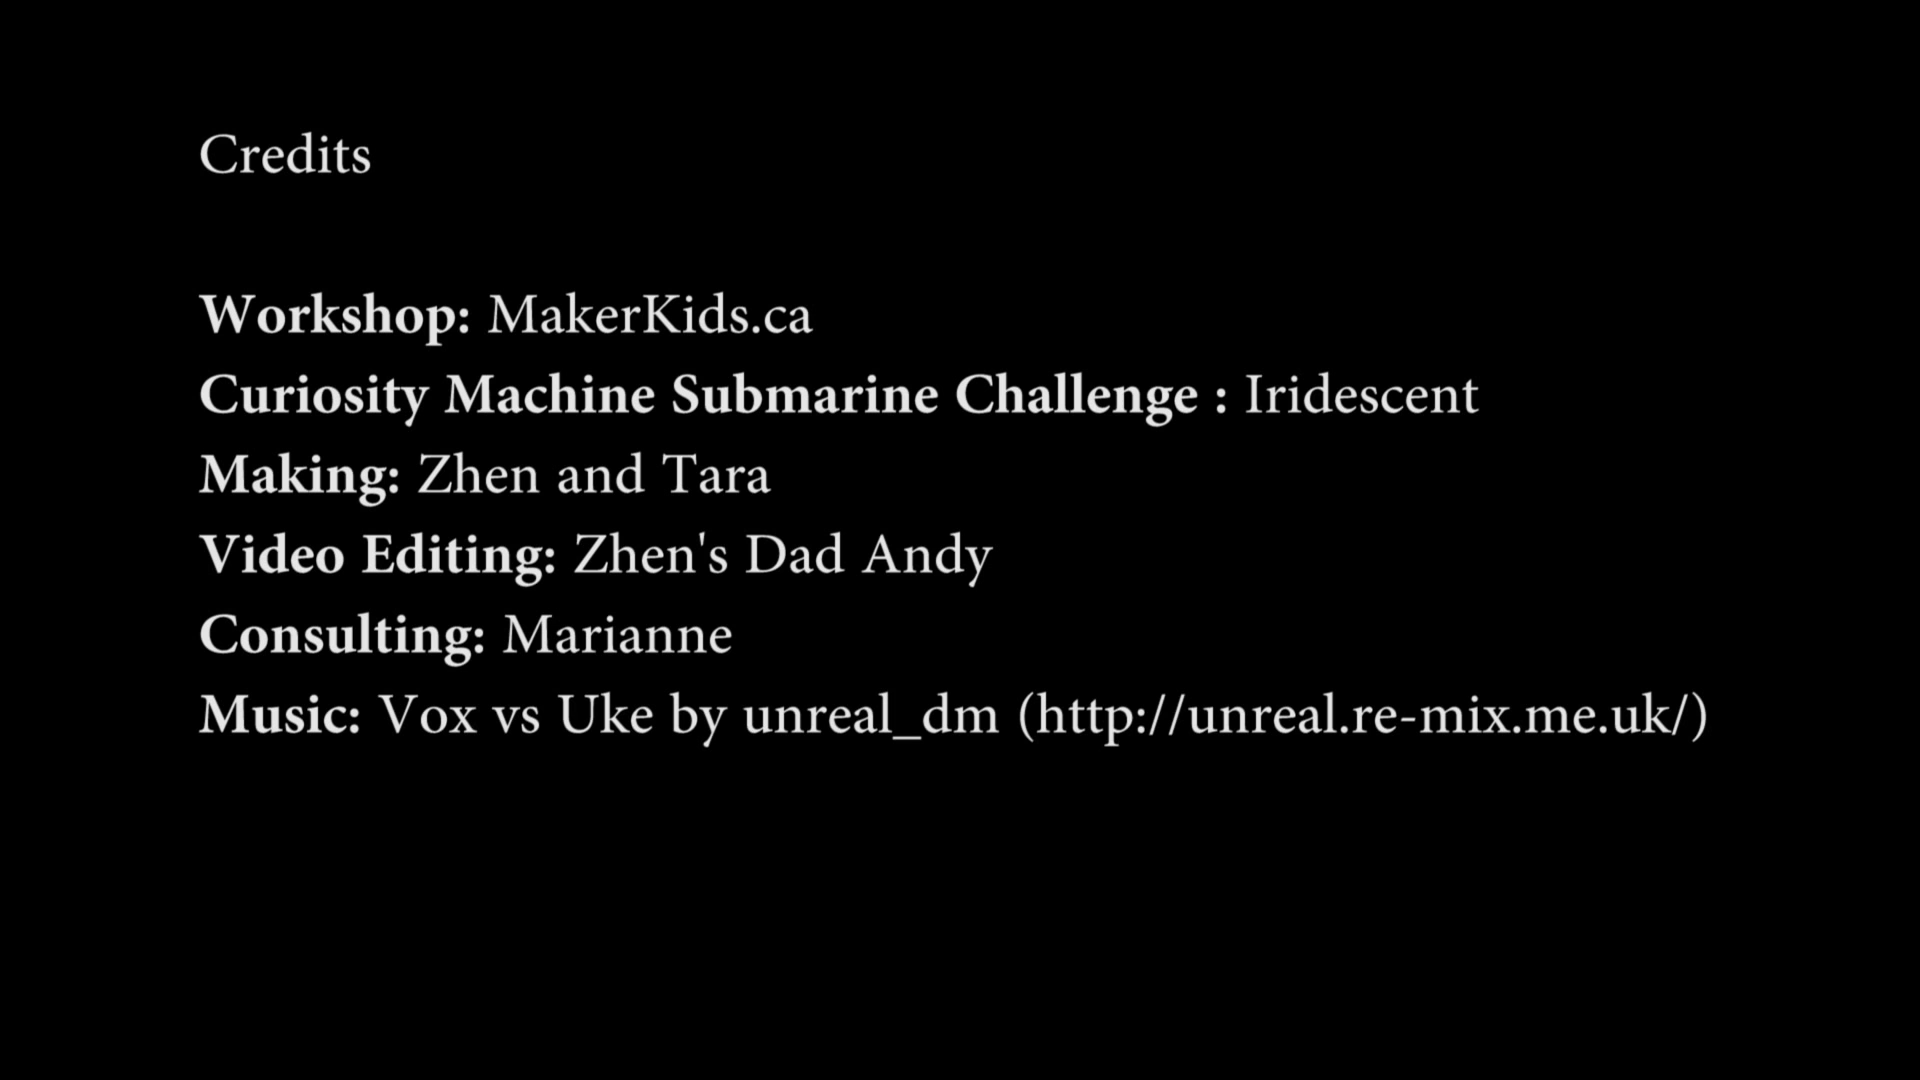 Credits
Workshop: MakerKids.ca
Curiosity Machine Submarine Challenge : Iridescent
Making: Zhen and Tara
Video Editing: Zhen's Dad Andy
Consulting: Marianne
Music: Vox vs Uke by unreal_dm (http://unreal.re-mix.me.uk/)